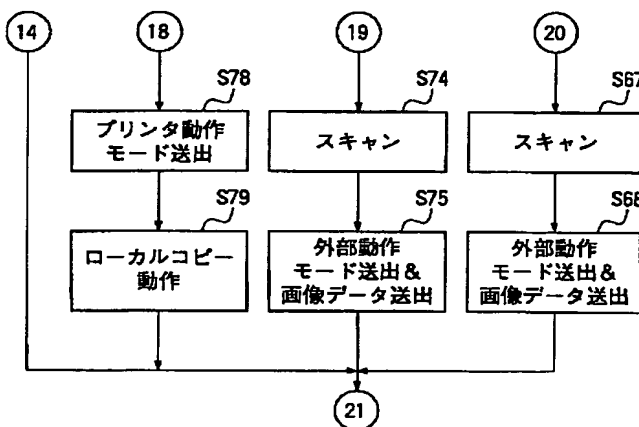 14
18
19
20
S78
S74
S67
プリンタ動作
モード送出
スキャン
スキャン
S79
S75
S68
ローカルコピー
動作
外部動作
モード送出&
画像データ送出
外部動作
モード送出&
画像データ送出
21